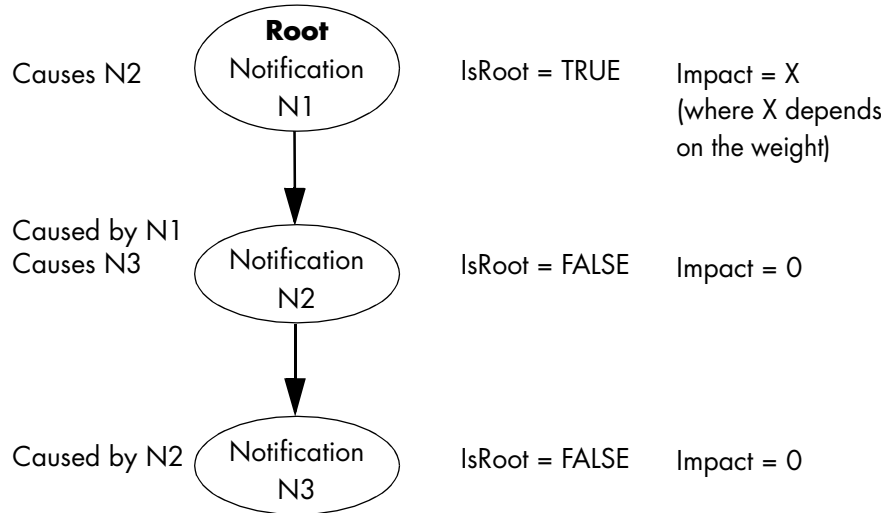 Root
Causes N2
Notification
N1
IsRoot = TRUE
Impact = X
(where X depends
on the weight)
Caused by N1
Causes N3
Notification
N2
IsRoot = FALSE
Impact = 0
Caused by N2
Notification
N3
IsRoot = FALSE
Impact = 0